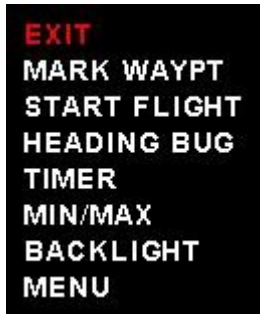 EXIT
MARK WAYPT
START FLIGHT
HEADING BUG
TIMER
MIN/MAX
BACKLIGHT
MENU